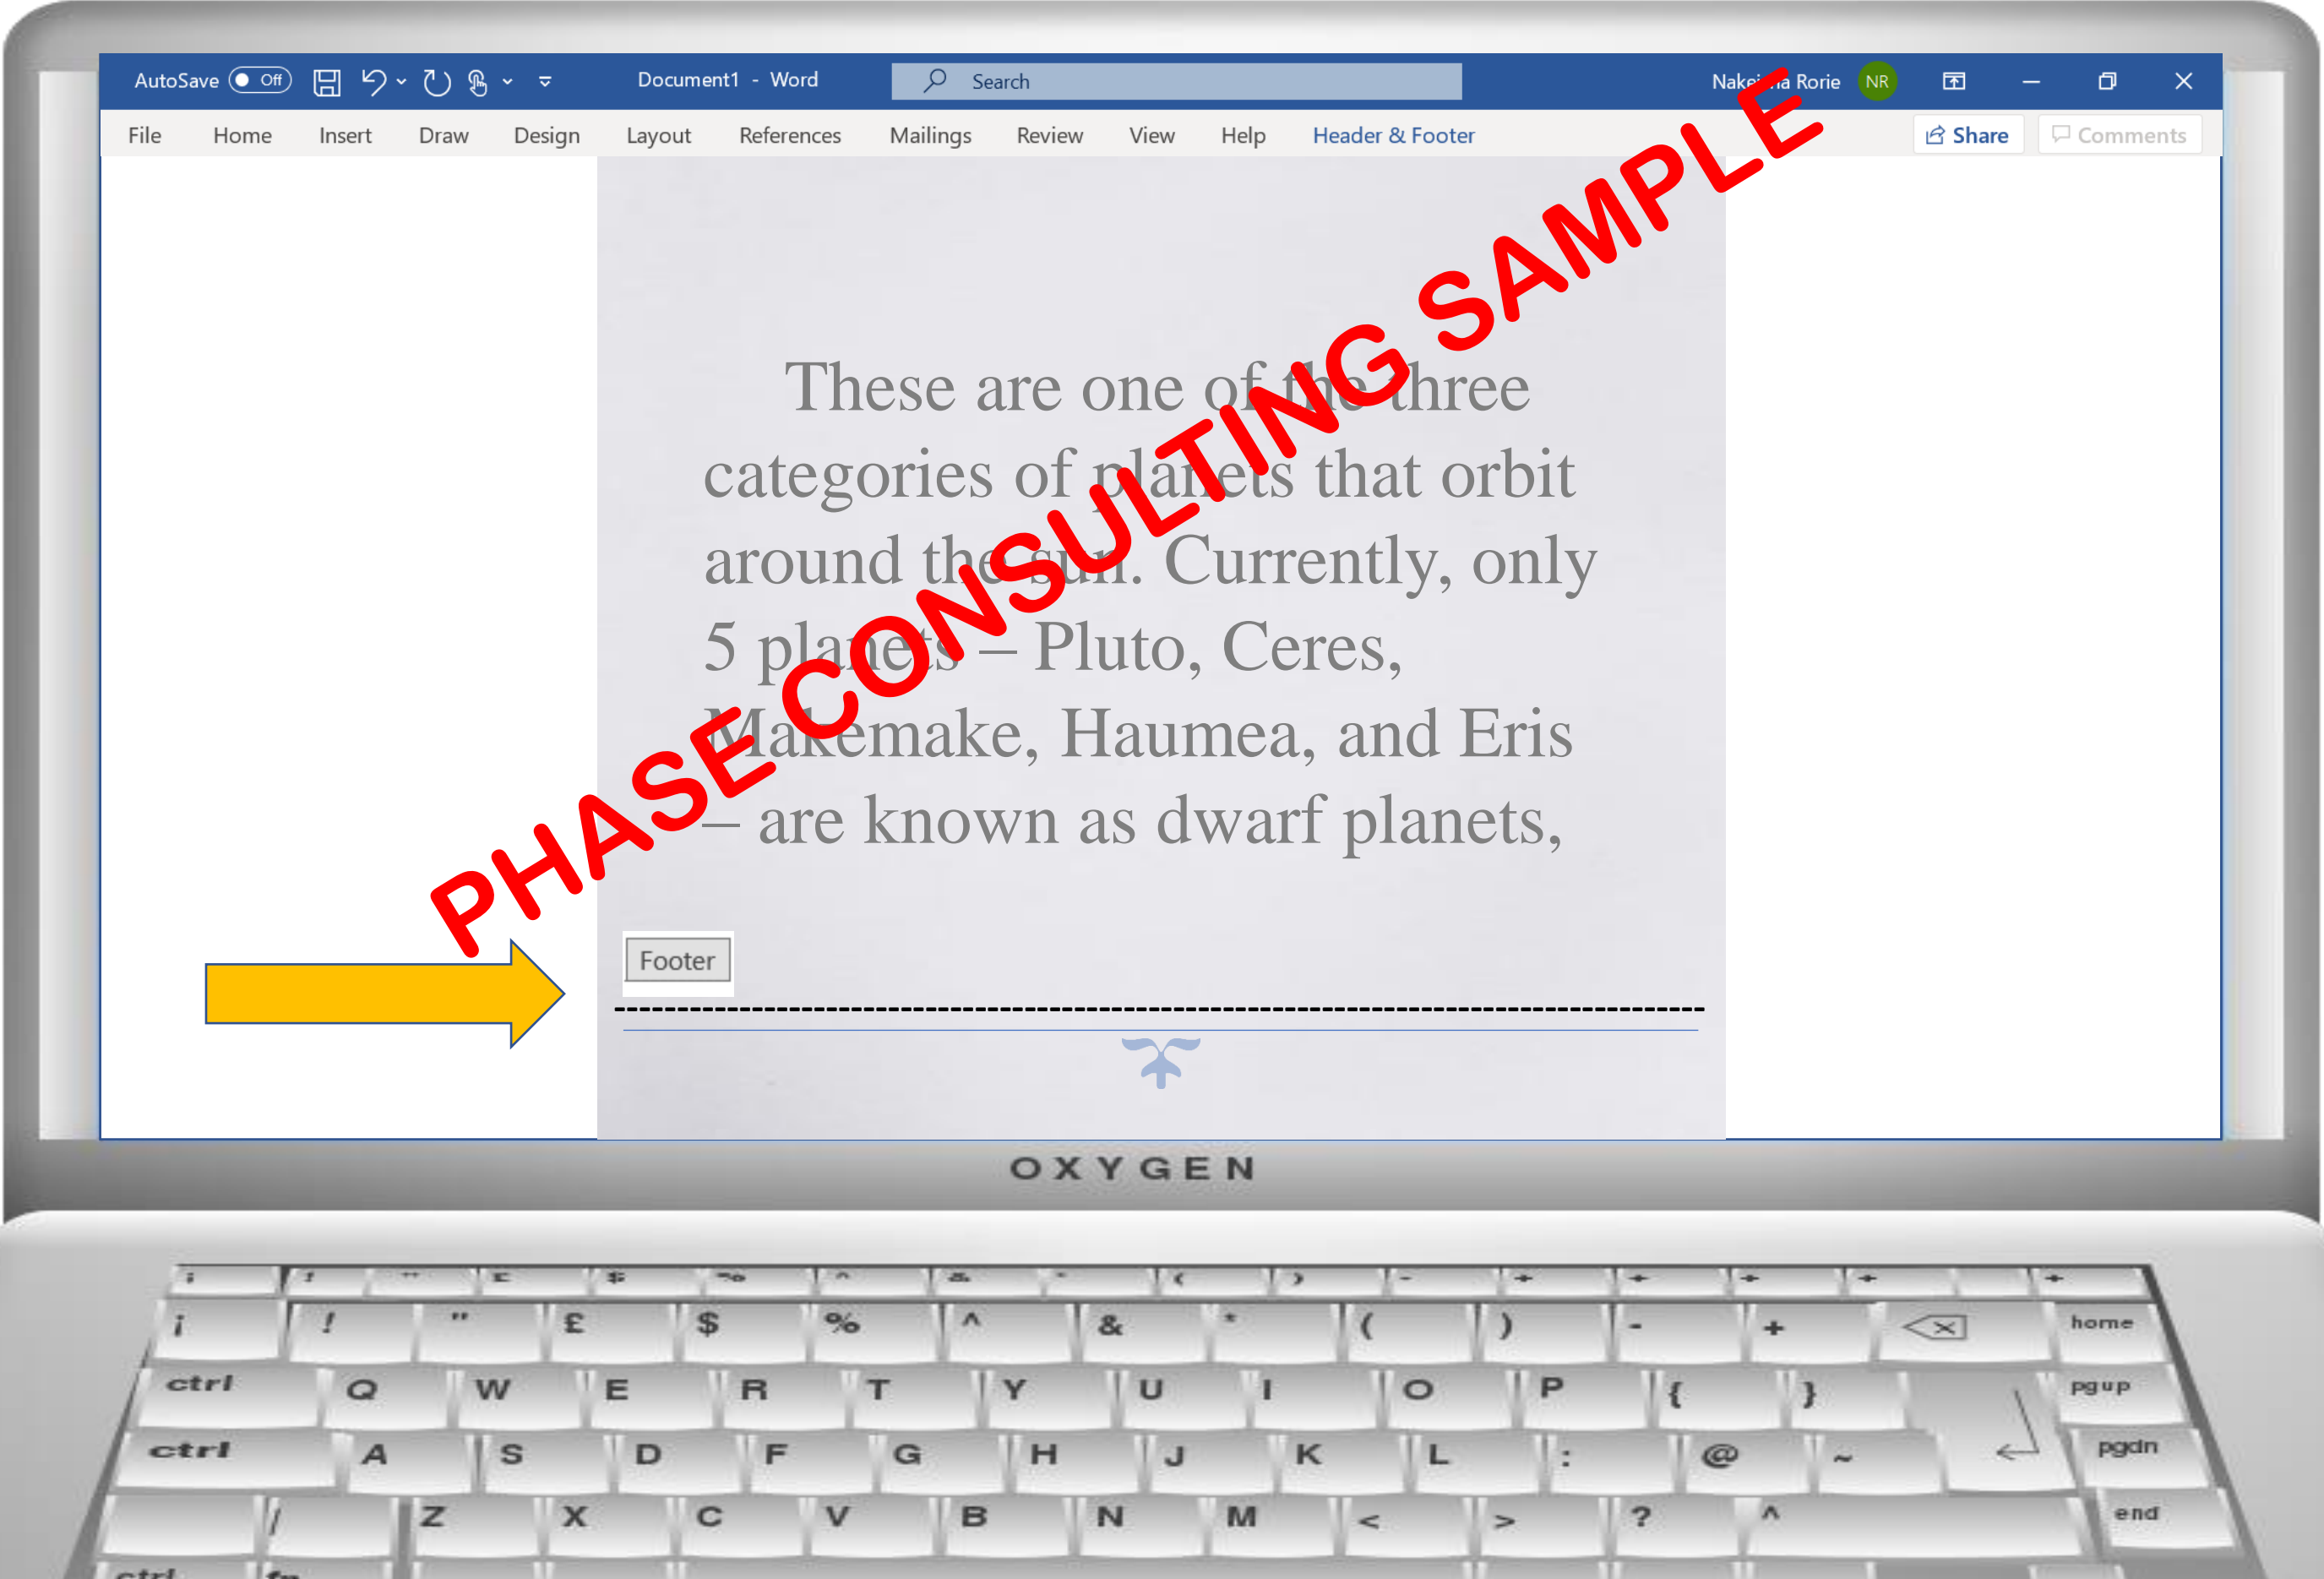 AutoSave Off Document1 - Word Search Rorie NR
File Home Insert Draw Design Layout References Mailings Review View Help Header & Footer Share Comments
PHASE CONSULTING SAMPLE
These are one of the three
categories of planets that orbit
around the sun. Currently, only
5 planets – Pluto, Ceres,
Makemake, Haumea, and Eris
– are known as dwarf planets,
Footer
OXYGEN
¡ ! " £ $ % ^ & * ( ) - + home
ctrl Q W E R T Y U I O P { } pgup
ctrl A S D F G H J K L : @ ~ pgdn
/ Z X C V B N M < > ? ^ end
ctrl fn